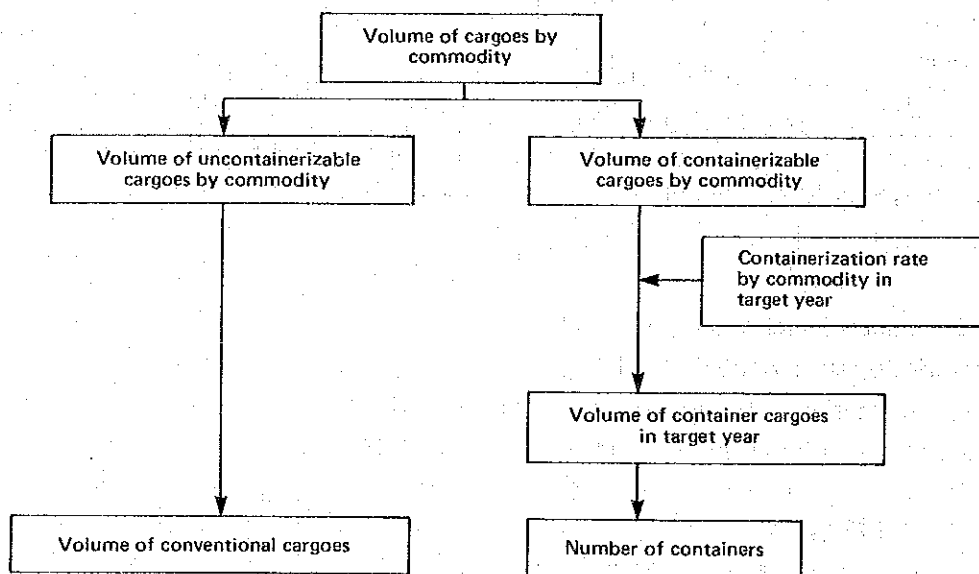 Volume of cargoes by
commodity
Volume of uncontainerizable
cargoes by commodity
Volume of containerizable
cargoes by commodity
Containerization rate
by commodity in
target year
Volume of container cargoes
in target year
Volume of conventional cargoes
Number of containers